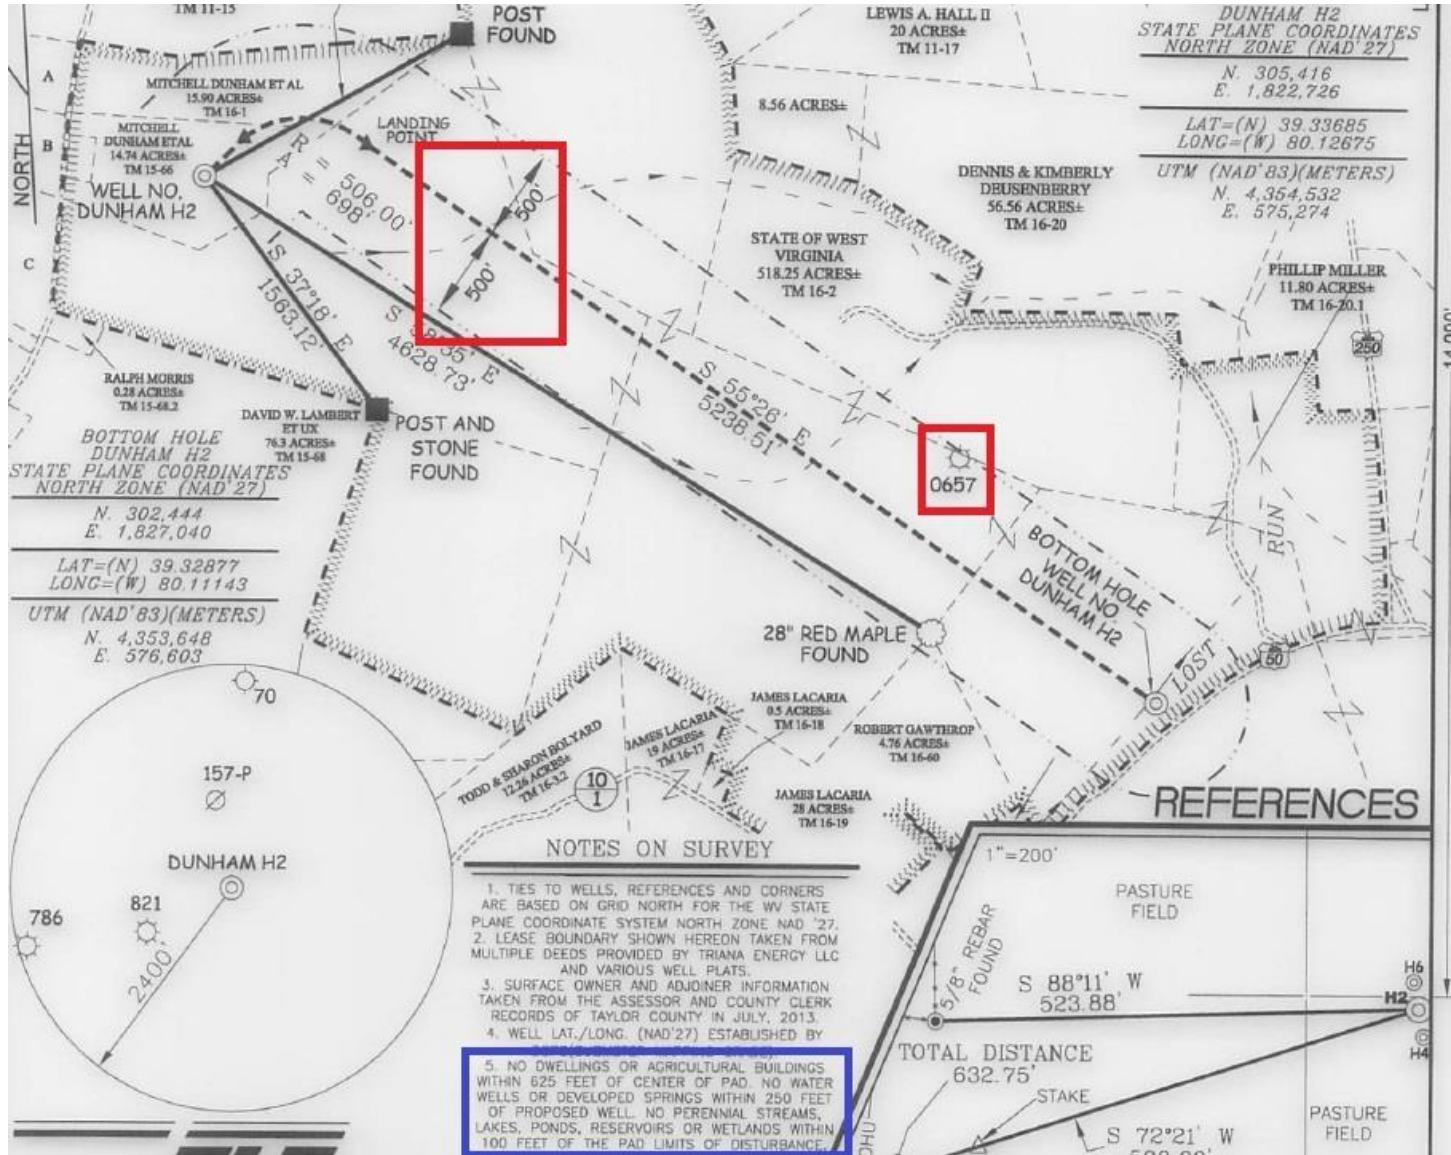 TM 11-15
POST
FOUND
LEWIS A. HALL II
20 ACRES±
TM 11-17
DUNHAM H2
STATE PLANE COORDINATES
NORTH ZONE (NAD'27)
N. 305,416
E. 1,822,726
LAT=(N) 39.33685
LONG=(W) 80.12675
UTM (NAD'83)(METERS)
N. 4,354,532
E. 575,274
A
B
C
NORTH
MITCHELL DUNHAM ET AL
15.90 ACRES±
TM 16-1
MITCHELL
DUNHAM ETAL
14.74 ACRES±
TM 15-66
WELL NO.
DUNHAM H2
LANDING
POINT
R = 506.00'
A = 898'
500'
500'
8.56 ACRES±
DENNIS & KIMBERLY
DEUSENBERRY
56.56 ACRES±
TM 16-20
STATE OF WEST
VIRGINIA
518.25 ACRES±
TM 16-2
PHILLIP MILLER
11.80 ACRES±
TM 16-20.1
250
S 37°18' E
1563.12'
4628.73'
S 55°26' E
5238.51'
RALPH MORRIS
0.28 ACRES±
TM 15-68.2
DAVID W. LAMBERT
ET UX
76.3 ACRES±
TM 15-68
POST AND
STONE
FOUND
0657
BOTTOM HOLE
DUNHAM H2
STATE PLANE COORDINATES
NORTH ZONE (NAD'27)
N. 302,444
E. 1,827,040
LAT=(N) 39.32877
LONG=(W) 80.11143
UTM (NAD'83)(METERS)
N. 4,353,648
E. 576,603
BOTTOM HOLE
WELL NO.
DUNHAM H2
LOST
RUN
50
28" RED MAPLE
FOUND
JAMES LACARIA
0.5 ACRES±
TM 16-18
ROBERT GAWTHROP
4.76 ACRES±
TM 16-60
JAMES LACARIA
19 ACRES±
TM 16-17
TODD & SHARON BOLYARD
12.26 ACRES±
TM 16-3.2
JAMES LACARIA
28 ACRES±
TM 16-19
10
1
70
157-P
DUNHAM H2
821
786
2400'
NOTES ON SURVEY
1. TIES TO WELLS, REFERENCES AND CORNERS
ARE BASED ON GRID NORTH FOR THE WV STATE
PLANE COORDINATE SYSTEM NORTH ZONE NAD '27.
2. LEASE BOUNDARY SHOWN HEREON TAKEN FROM
MULTIPLE DEEDS PROVIDED BY TRIANA ENERGY LLC
AND VARIOUS WELL PLATS.
3. SURFACE OWNER AND ADJOINER INFORMATION
TAKEN FROM THE ASSESSOR AND COUNTY CLERK
RECORDS OF TAYLOR COUNTY IN JULY, 2013.
4. WELL LAT./LONG. (NAD'27) ESTABLISHED BY
5. NO DWELLINGS OR AGRICULTURAL BUILDINGS
WITHIN 625 FEET OF CENTER OF PAD. NO WATER
WELLS OR DEVELOPED SPRINGS WITHIN 250 FEET
OF PROPOSED WELL. NO PERENNIAL STREAMS,
LAKES, PONDS, RESERVOIRS OR WETLANDS WITHIN
100 FEET OF THE PAD LIMITS OF DISTURBANCE.
REFERENCES
1"=200'
PASTURE
FIELD
5/8" REBAR
FOUND
S 88°11' W
523.88'
H6
H2
H4
TOTAL DISTANCE
632.75'
STAKE
S 72°21' W
PASTURE
FIELD